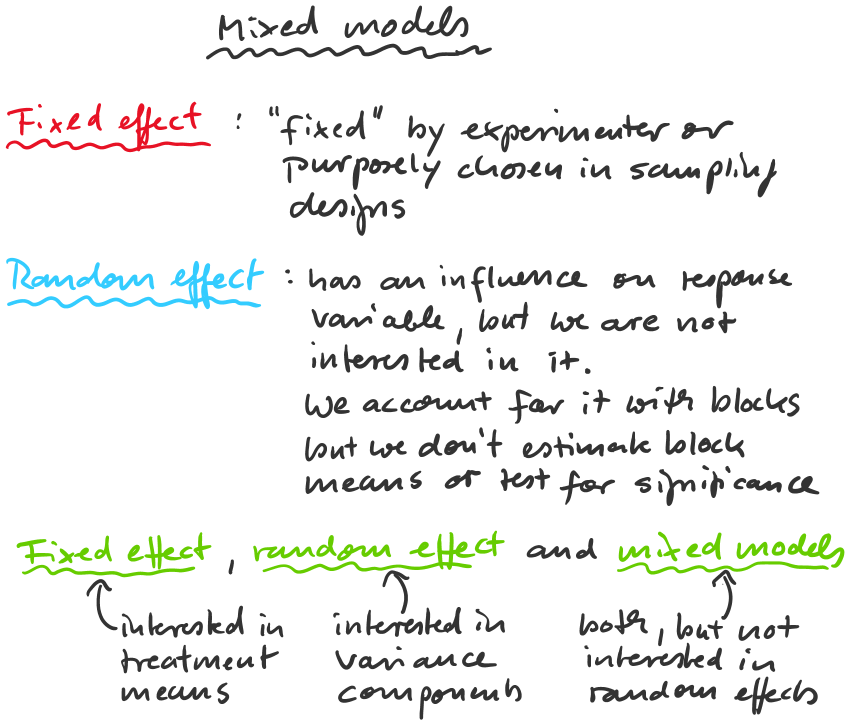 Mixed models
Fixed effect : "fixed" by experimenter or
purposely chosen in sampling
designs
Random effect : has an influence on response
variable, but we are not
interested in it.
We account for it with blocks
but we don't estimate block
means or test for significance
Fixed effect, random effect and mixed models
interested in
treatment
means
interested in
variance
components
both, but not
interested in
random effects